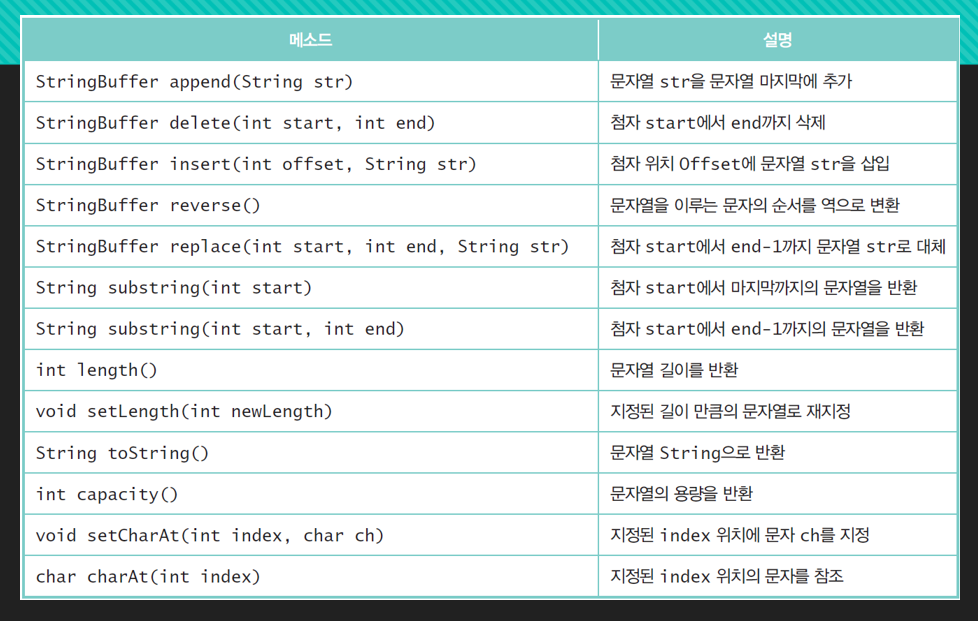 메소드 설명
StringBuffer append(String str) 문자열 str을 문자열 마지막에 추가
StringBuffer delete(int start, int end) 첨자 start에서 end까지 삭제
StringBuffer insert(int offset, String str) 첨자 위치 Offset에 문자열 str을 삽입
StringBuffer reverse() 문자열을 이루는 문자의 순서를 역으로 변환
StringBuffer replace(int start, int end, String str) 첨자 start에서 end-1까지 문자열 str로 대체
String substring(int start) 첨자 start에서 마지막까지의 문자열을 반환
String substring(int start, int end) 첨자 start에서 end-1까지의 문자열을 반환
int length() 문자열 길이를 반환
void setLength(int newLength) 지정된 길이 만큼의 문자열로 재지정
String toString() 문자열 String으로 반환
int capacity() 문자열의 용량을 반환
void setCharAt(int index, char ch) 지정된 index 위치에 문자 ch를 지정
char charAt(int index) 지정된 index 위치의 문자를 참조